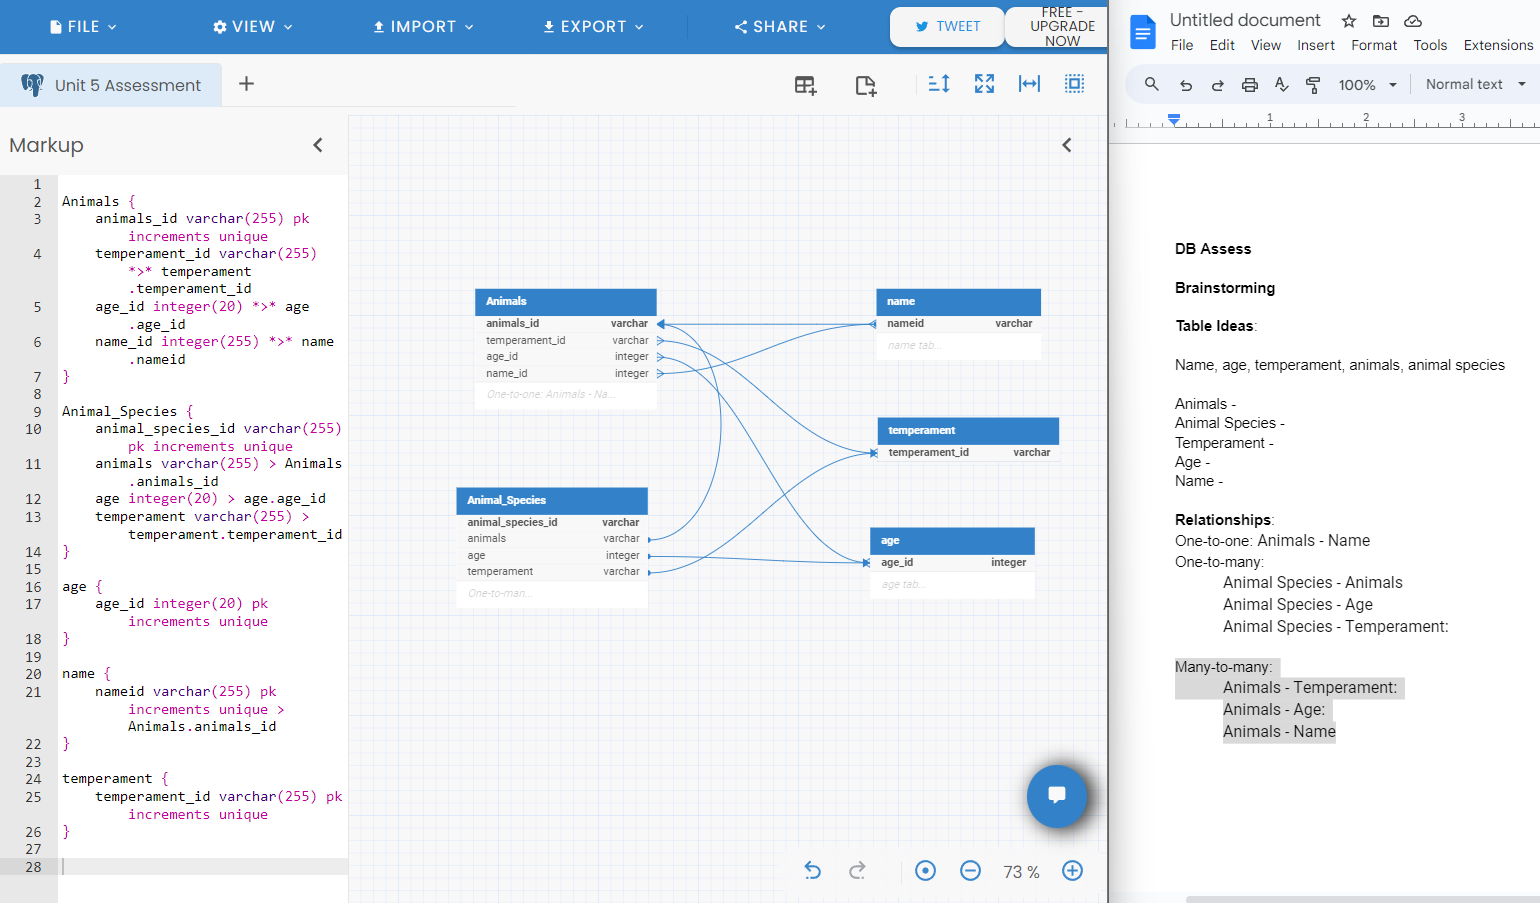 FILE
VIEW
IMPORT
EXPORT
SHARE
TWEET
FREE -
UPGRADE
NOW
Unit 5 Assessment
Markup
1
2 Animals {
3 animals_id varchar(255) pk
increments unique
4 temperament_id varchar(255)
*>* temperament
.temperament_id
5 age_id integer(20) *>* age
.age_id
6 name_id integer(255) *>* name
.nameid
7 }
8
9 Animal_Species {
10 animal_species_id varchar(255)
pk increments unique
11 animals varchar(255) > Animals
.animals_id
12 age integer(20) > age.age_id
13 temperament varchar(255) >
temperament.temperament_id
14 }
15
16 age {
17 age_id integer(20) pk
increments unique
18 }
19
20 name {
21 nameid varchar(255) pk
increments unique >
Animals.animals_id
22 }
23
24 temperament {
25 temperament_id varchar(255) pk
increments unique
26 }
27
28
Animals
animals_id varchar
temperament_id varchar
age_id integer
name_id integer
One-to-one: Animals - Na...
name
nameid varchar
name tab...
temperament
temperament_id varchar
Animal_Species
animal_species_id varchar
animals varchar
age integer
temperament varchar
One-to-man...
age
age_id integer
age tab...
73 %
Untitled document
File Edit View Insert Format Tools Extensions
100% Normal text
1 2 3
DB Assess
Brainstorming
Table Ideas:
Name, age, temperament, animals, animal species
Animals -
Animal Species -
Temperament -
Age -
Name -
Relationships:
One-to-one: Animals - Name
One-to-many:
Animal Species - Animals
Animal Species - Age
Animal Species - Temperament:
Many-to-many:
Animals - Temperament:
Animals - Age:
Animals - Name